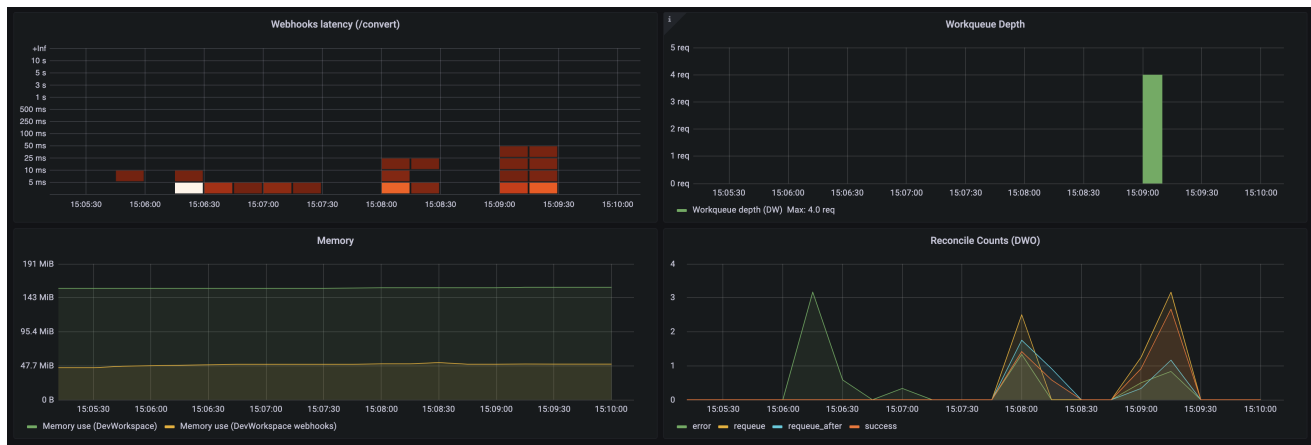 Webhooks latency (/convert)
+Inf
10 s
5 s
3 s
1 s
500 ms
250 ms
100 ms
50 ms
25 ms
10 ms
5 ms
15:05:30 15:06:00 15:06:30 15:07:00 15:07:30 15:08:00 15:08:30 15:09:00 15:09:30 15:10:00
i
Workqueue Depth
5 req
4 req
3 req
2 req
1 req
0 req
15:05:30 15:06:00 15:06:30 15:07:00 15:07:30 15:08:00 15:08:30 15:09:00 15:09:30 15:10:00
Workqueue depth (DW) Max: 4.0 req
Memory
191 MiB
143 MiB
95.4 MiB
47.7 MiB
0 B
15:05:30 15:06:00 15:06:30 15:07:00 15:07:30 15:08:00 15:08:30 15:09:00 15:09:30 15:10:00
Memory use (DevWorkspace) Memory use (DevWorkspace webhooks)
Reconcile Counts (DWO)
4
3
2
1
0
15:05:30 15:06:00 15:06:30 15:07:00 15:07:30 15:08:00 15:08:30 15:09:00 15:09:30 15:10:00
error requeue requeue_after success